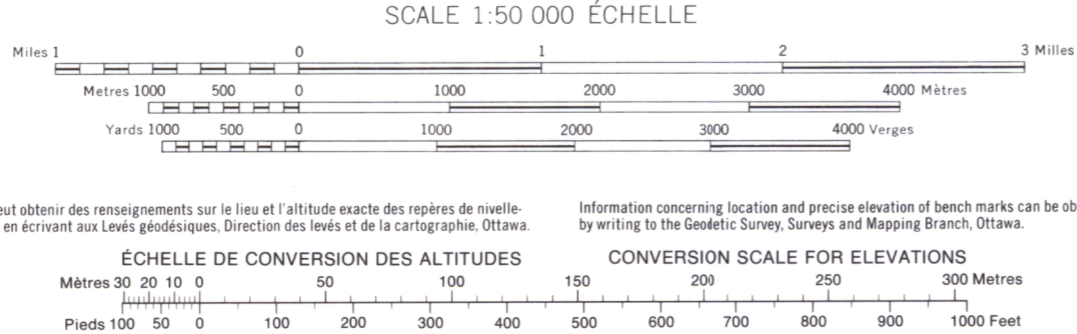 SCALE 1:50 000 ÉCHELLE
Miles 1 0 1 2 3 Milles
Metres 1000 500 0 1000 2000 3000 4000 Mètres
Yards 1000 500 0 1000 2000 3000 4000 Verges
eut obtenir des renseignements sur le lieu et l'altitude exacte des repères de nivelle-
en écrivant aux Levés géodésiques, Direction des levés et de la cartographie, Ottawa.
Information concerning location and precise elevation of bench marks can be ob
by writing to the Geodetic Survey, Surveys and Mapping Branch, Ottawa.
ÉCHELLE DE CONVERSION DES ALTITUDES
CONVERSION SCALE FOR ELEVATIONS
Mètres 30 20 10 0 50 100 150 200 250 300 Metres
Pieds 100 50 0 100 200 300 400 500 600 700 800 900 1000 Feet